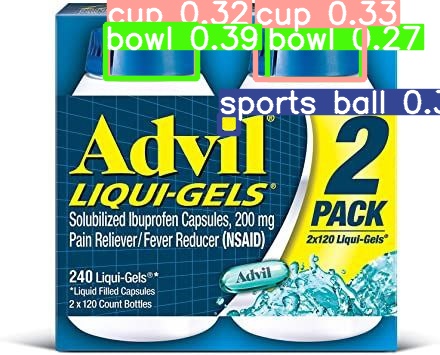 cup 0.32 cup 0.33
bowl 0.39 bowl 0.27
sports ball 0.3
Advil®
LIQUI-GELS®
Solubilized Ibuprofen Capsules, 200 mg
Pain Reliever/Fever Reducer (NSAID)
240 Liqui-Gels®*
*Liquid Filled Capsules
2 x 120 Count Bottles
2
PACK
2x120 Liqui-Gels®
Advil